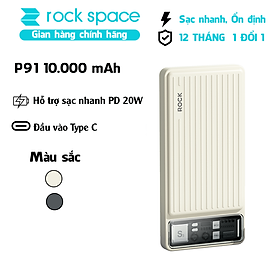 rock space
Gian hàng chính hãng
Sạc nhanh, Ổn định
12 THÁNG 1 ĐỔI 1
P91 10.000 mAh
Hỗ trợ sạc nhanh PD 20W
Đầu vào Type C
Màu sắc
ROCK